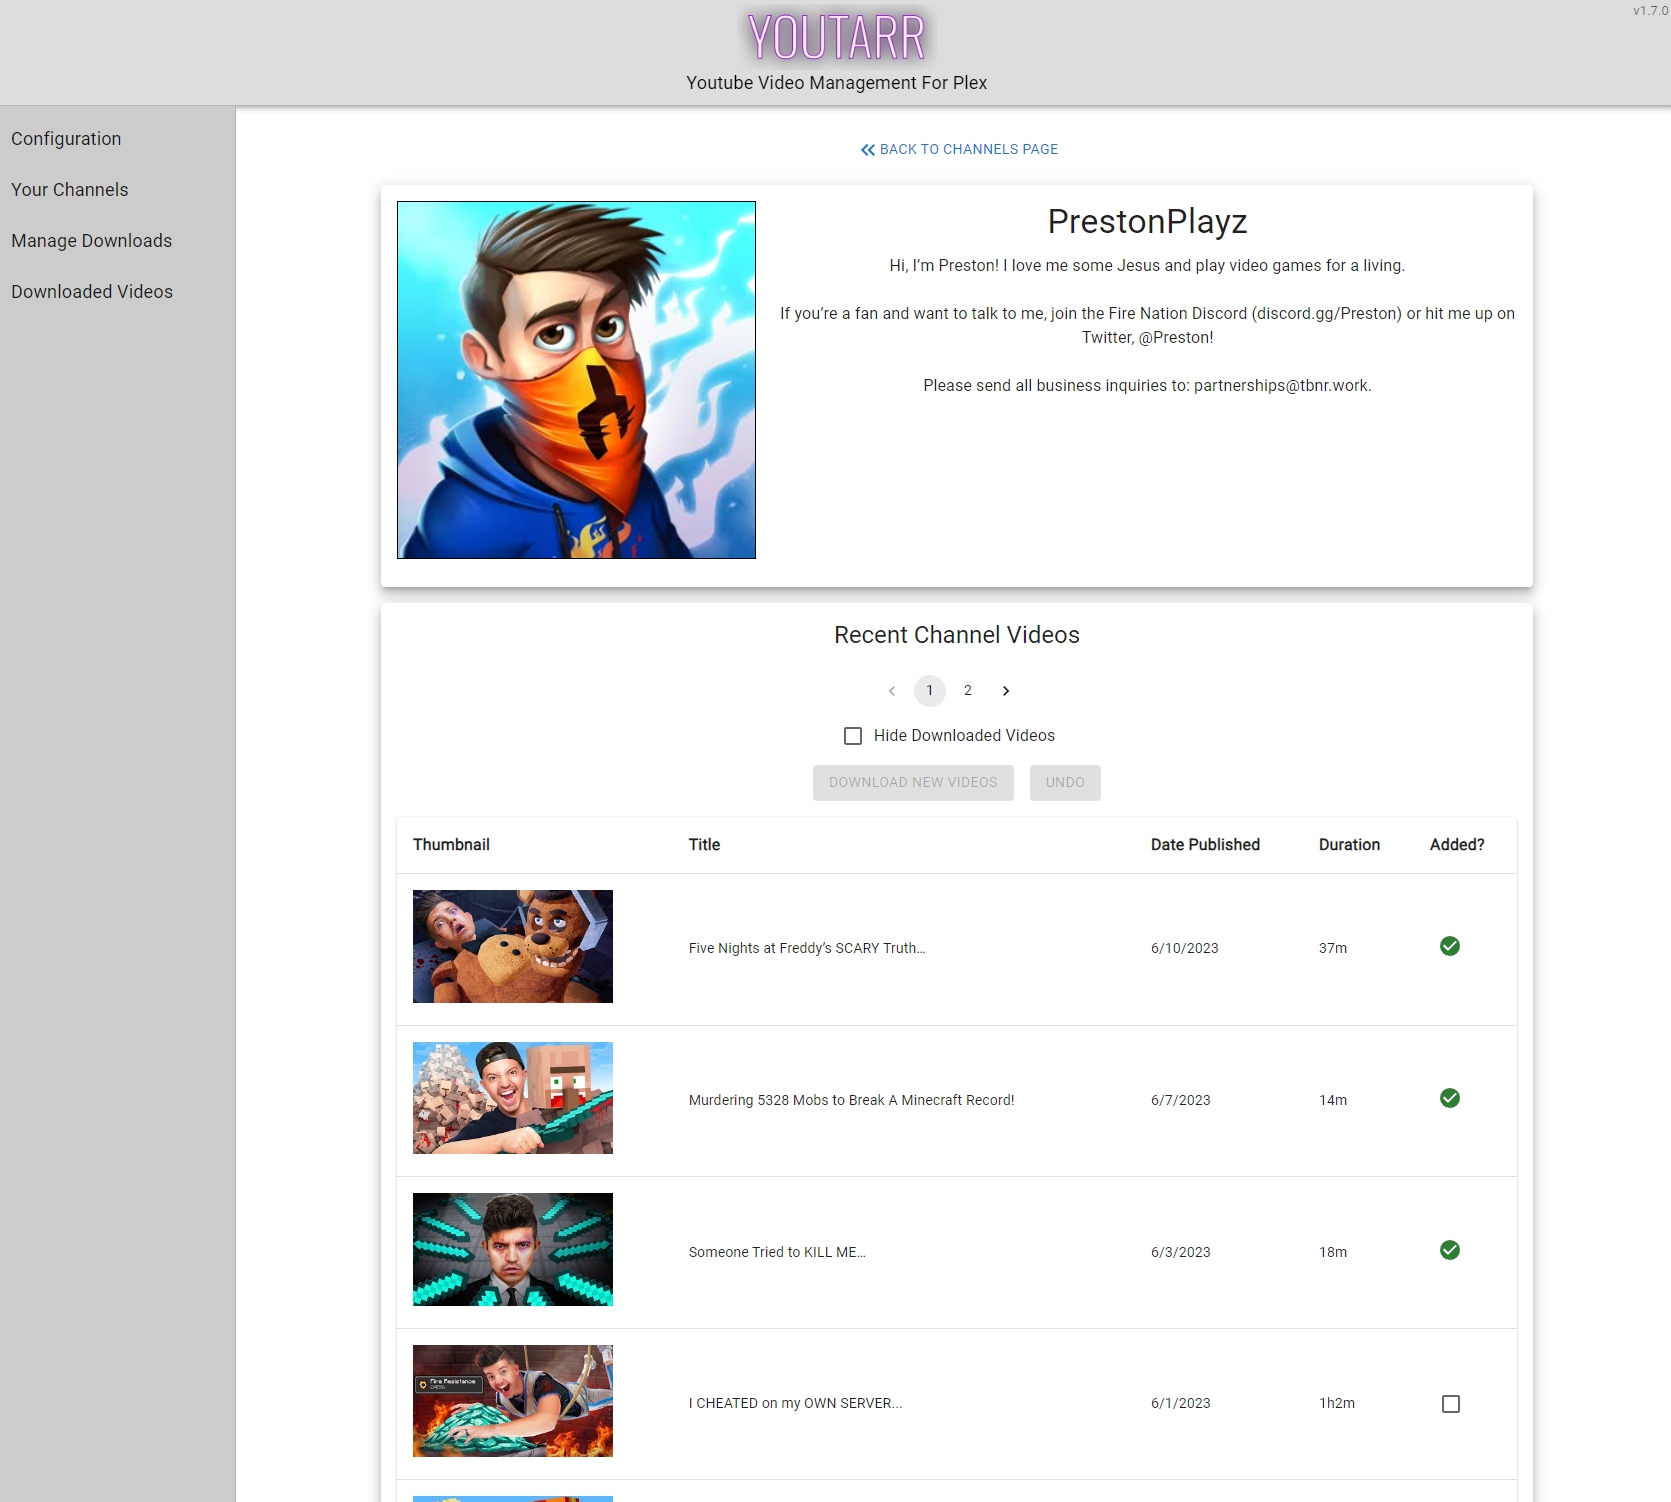 YOUTARR
v1.7.0
Youtube Video Management For Plex
Configuration
Your Channels
Manage Downloads
Downloaded Videos
BACK TO CHANNELS PAGE
PrestonPlayz
Hi, I’m Preston! I love me some Jesus and play video games for a living.
If you’re a fan and want to talk to me, join the Fire Nation Discord (discord.gg/Preston) or hit me up on
Twitter, @Preston!
Please send all business inquiries to: partnerships@tbnr.work.
Recent Channel Videos
1 2
Hide Downloaded Videos
DOWNLOAD NEW VIDEOS UNDO
Thumbnail Title Date Published Duration Added?
Five Nights at Freddy’s SCARY Truth… 6/10/2023 37m
Murdering 5328 Mobs to Break A Minecraft Record! 6/7/2023 14m
Someone Tried to KILL ME… 6/3/2023 18m
Fire Resistance
I CHEATED on my OWN SERVER... 6/1/2023 1h2m